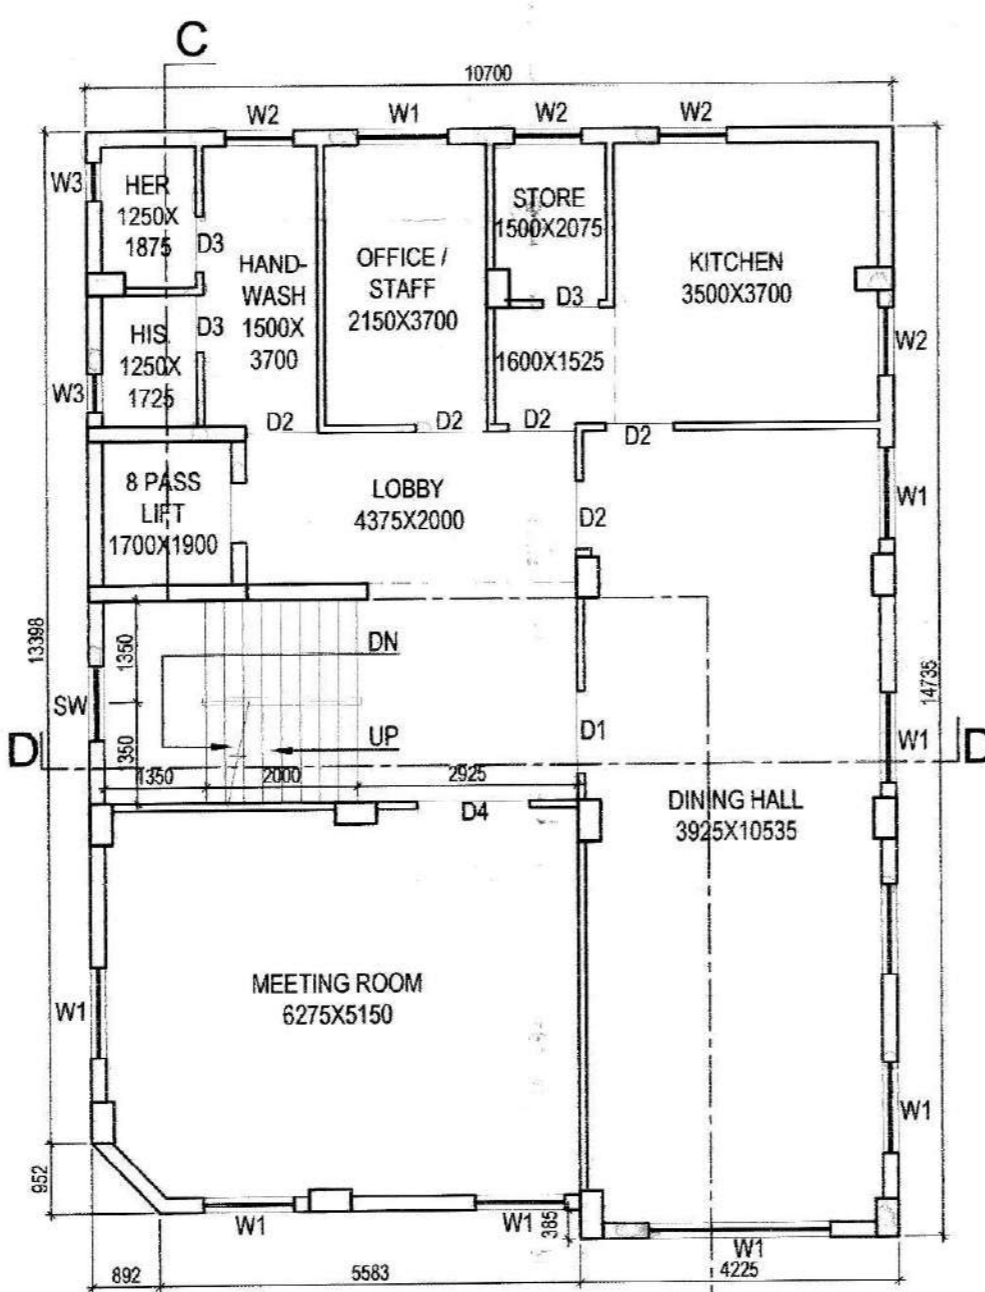 C
10700
W2
W1
W2
W2
W3
HER
1250X
1875
D3
HAND-
WASH
1500X
3700
OFFICE /
STAFF
2150X3700
STORE
1500X2075
D3
KITCHEN
3500X3700
W3
HIS.
1250X
1725
D3
1600X1525
W2
D2
D2
D2
D2
8 PASS
LIFT
1700X1900
LOBBY
4375X2000
D2
W1
13398
14735
1350
DN
SW
1350
UP
D1
W1
D
D
1350
2000
2925
D4
DINING HALL
3925X10535
MEETING ROOM
6275X5150
W1
W1
952
W1
W1
385
W1
892
5583
4225